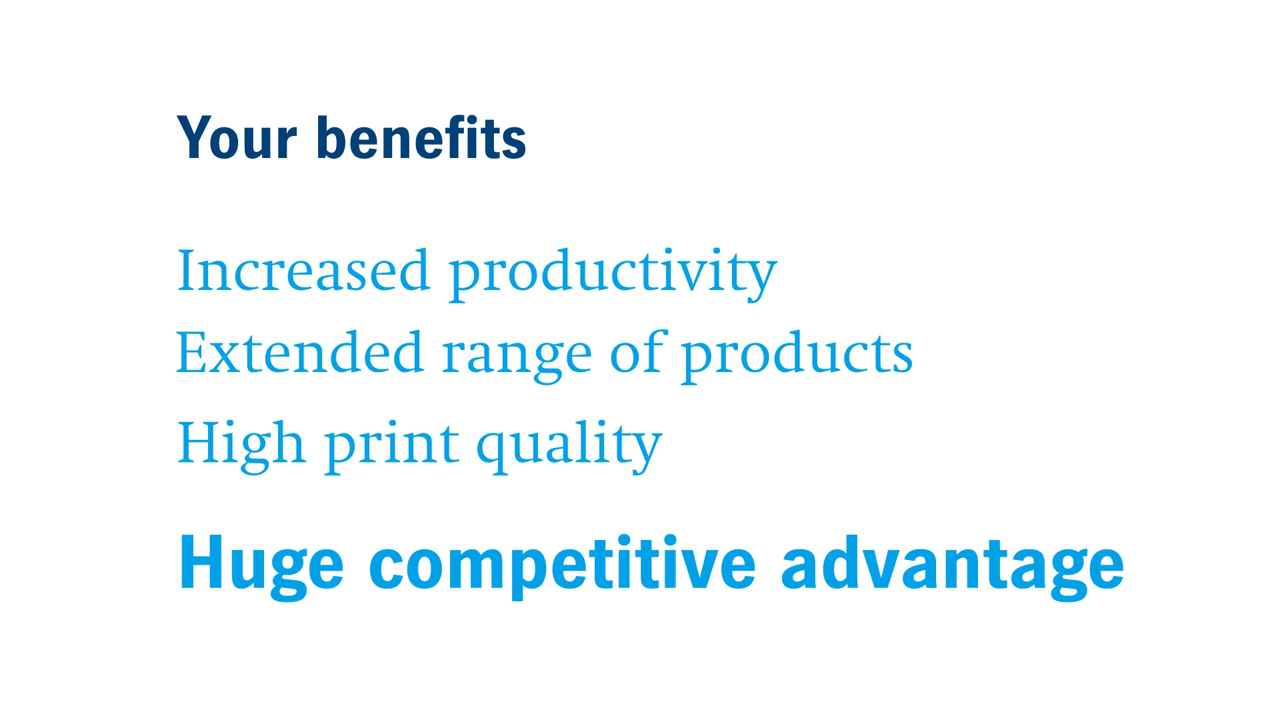 Your benefits
Increased productivity
Extended range of products
High print quality
Huge competitive advantage